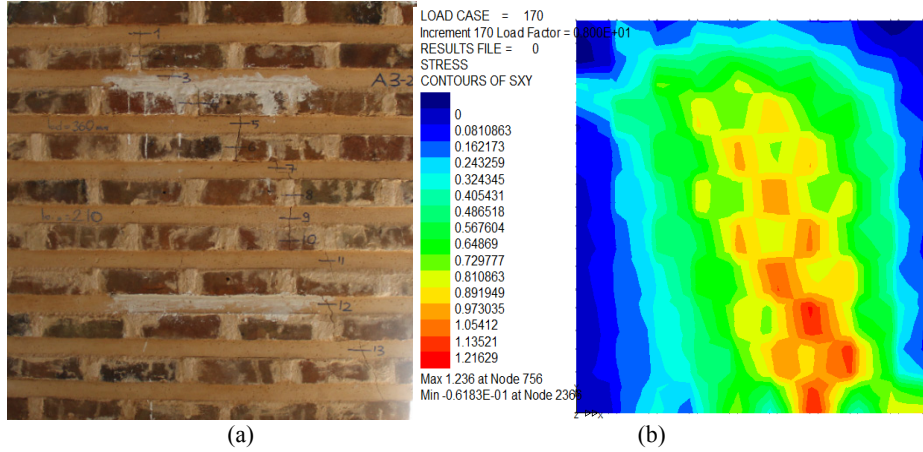 1
3
A3-2
5
7
8
9
10
11
12
13
LOAD CASE = 170
Increment 170 Load Factor = 0.800E+01
RESULTS FILE = 0
STRESS
CONTOURS OF SXY
0
0.0810863
0.162173
0.243259
0.324345
0.405431
0.486518
0.567604
0.64869
0.729777
0.810863
0.891949
0.973035
1.05412
1.13521
1.21629
Max 1.236 at Node 756
Min -0.6183E-01 at Node 2366
(a)
(b)